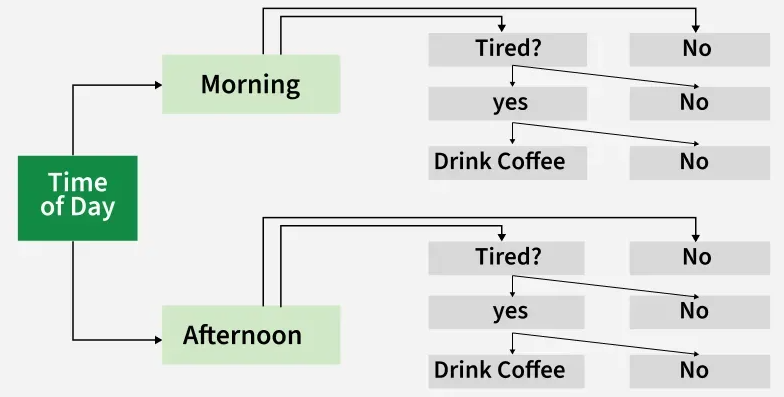 Tired?
No
Morning
yes
No
Drink Coffee
No
Time
of Day
Tired?
No
Afternoon
yes
No
Drink Coffee
No